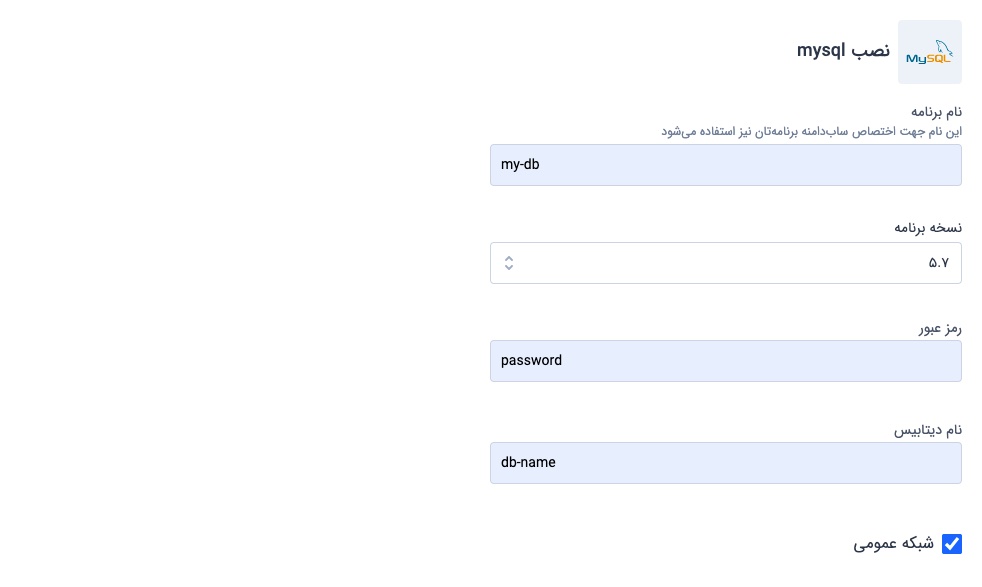 نصب mysql
MySQL
نام برنامه
این نام جهت اختصاص ساب‌دامنه برنامه‌تان نیز استفاده می‌شود
my-db
نسخه برنامه
۵.۷
رمز عبور
password
نام دیتابیس
db-name
شبکه عمومی